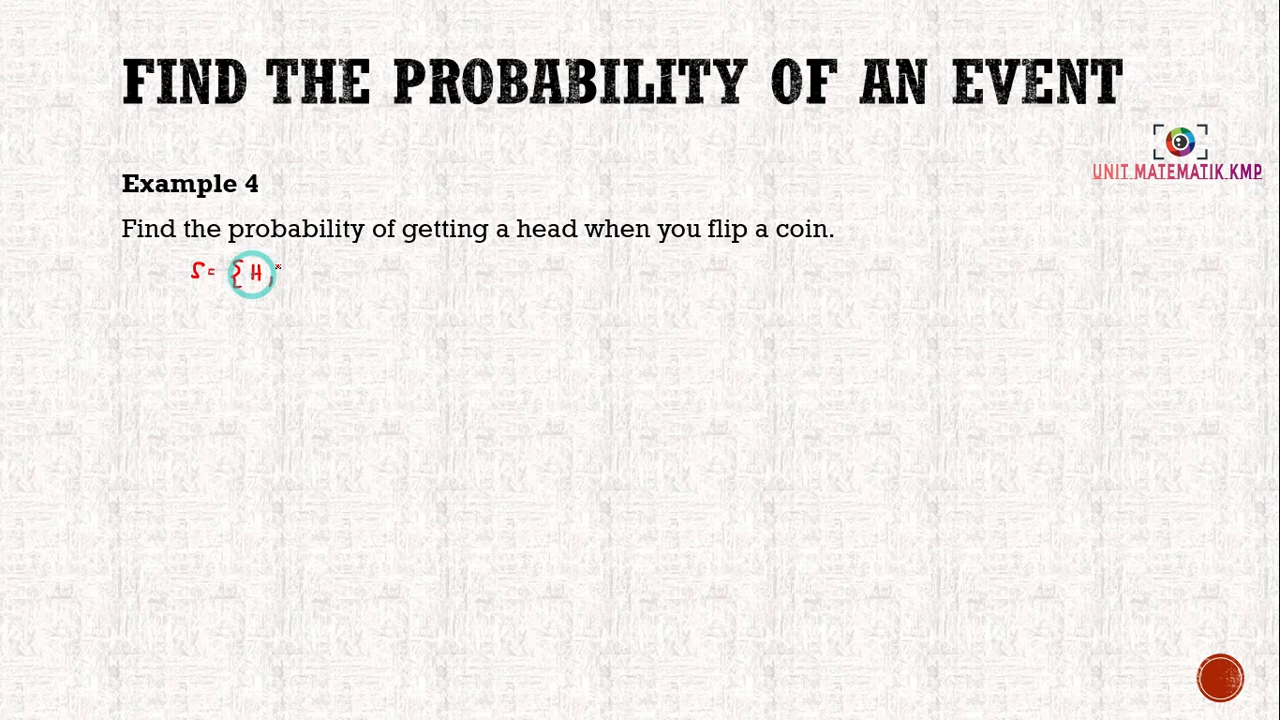 FIND THE PROBABILITY OF AN EVENT
UNIT.MATEMATIK.KMP
Example 4
Find the probability of getting a head when you flip a coin.
S = { H ,